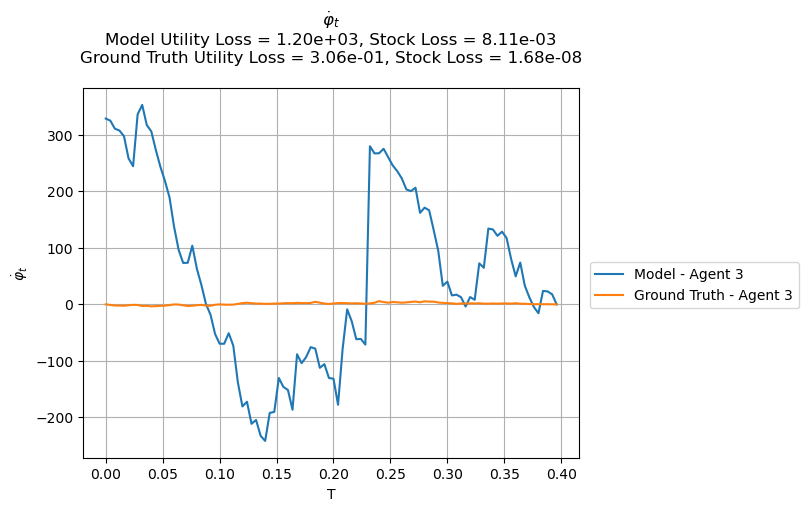 φ̇ₜ
Model Utility Loss = 1.20e+03, Stock Loss = 8.11e-03
Ground Truth Utility Loss = 3.06e-01, Stock Loss = 1.68e-08
300
200
100
0
−100
−200
φ̇ₜ
0.00 0.05 0.10 0.15 0.20 0.25 0.30 0.35 0.40
T
Model - Agent 3
Ground Truth - Agent 3